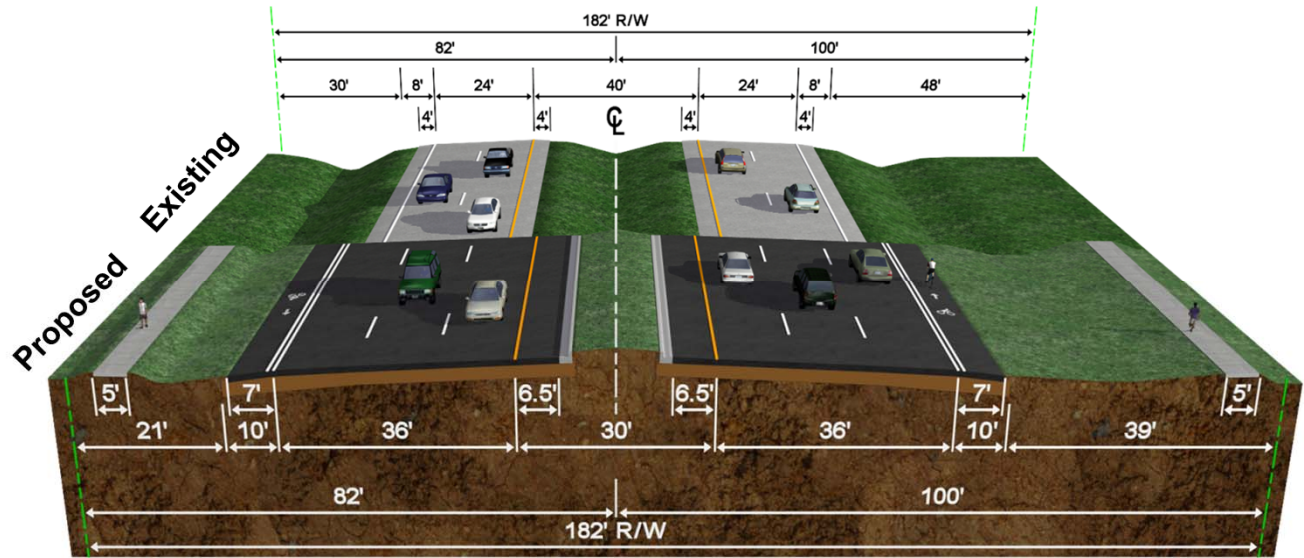 182' R/W
82' 100'
30' 8' 24' 40' 24' 8' 48'
4' 4' ℄ 4' 4'
Existing
Proposed
5' 7' 6.5' 6.5' 7' 5'
21' 10' 36' 30' 36' 10' 39'
82' 100'
182' R/W